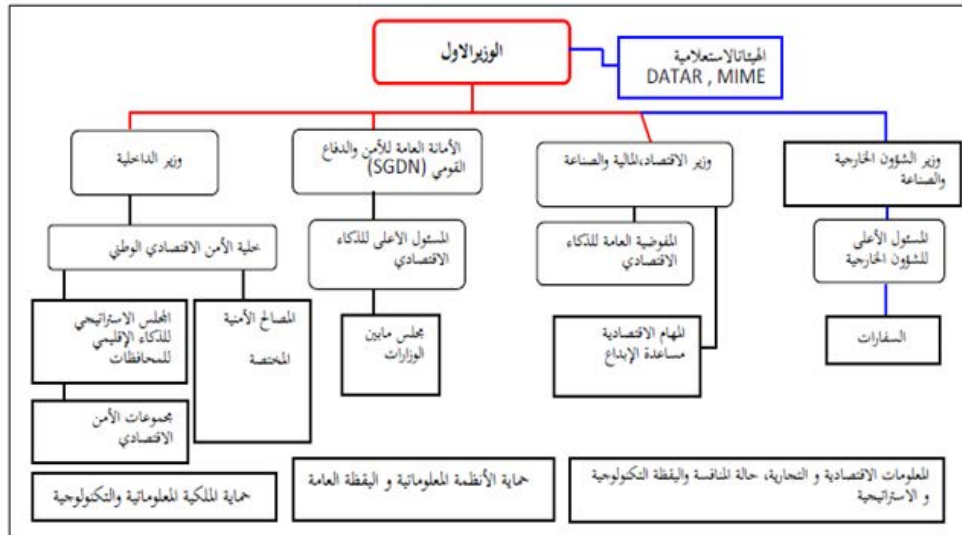 الوزيرالاول
الهيئاتالاستعلامية
DATAR , MIME
وزير الداخلية
الأمانة العامة للأمن والدفاع
القومي (SGDN)
وزير الاقتصاد،المالية والصناعة
وزير الشؤون الخارجية
والصناعة
خلية الأمن الاقتصادي الوطني
المسئول الأعلى للذكاء
الاقتصادي
المفوضية العامة للذكاء
الاقتصادي
المسئول الأعلى
للشؤون الخارجية
المجلس الاستراتيجي
للذكاء الإقليمي
للمحافظات
المصالح الأمنية
المختصة
مجلس مابين
الوزارات
المهام الاقتصادية
مساعدة الإبداع
السفارات
مجموعات الأمن
الاقتصادي
حماية الملكية المعلوماتية والتكنولوجية
حماية الأنظمة المعلوماتية و اليقظة العامة
المعلومات الاقتصادية و التجارية، حالة المنافسة واليقظة التكنولوجية
و الاستراتيجية